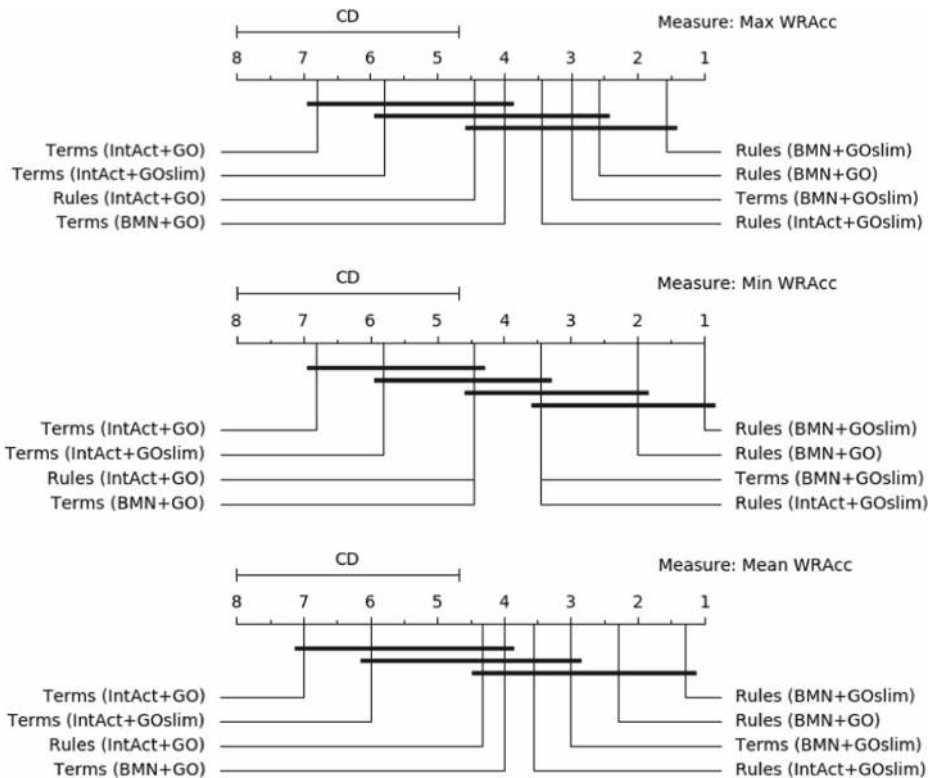 CD
Measure: Max WRAcc
8 7 6 5 4 3 2 1
Terms (IntAct+GO) Rules (BMN+GOslim)
Terms (IntAct+GOslim) Rules (BMN+GO)
Rules (IntAct+GO) Terms (BMN+GOslim)
Terms (BMN+GO) Rules (IntAct+GOslim)
CD
Measure: Min WRAcc
8 7 6 5 4 3 2 1
Terms (IntAct+GO) Rules (BMN+GOslim)
Terms (IntAct+GOslim) Rules (BMN+GO)
Rules (IntAct+GO) Terms (BMN+GOslim)
Terms (BMN+GO) Rules (IntAct+GOslim)
CD
Measure: Mean WRAcc
8 7 6 5 4 3 2 1
Terms (IntAct+GO) Rules (BMN+GOslim)
Terms (IntAct+GOslim) Rules (BMN+GO)
Rules (IntAct+GO) Terms (BMN+GOslim)
Terms (BMN+GO) Rules (IntAct+GOslim)